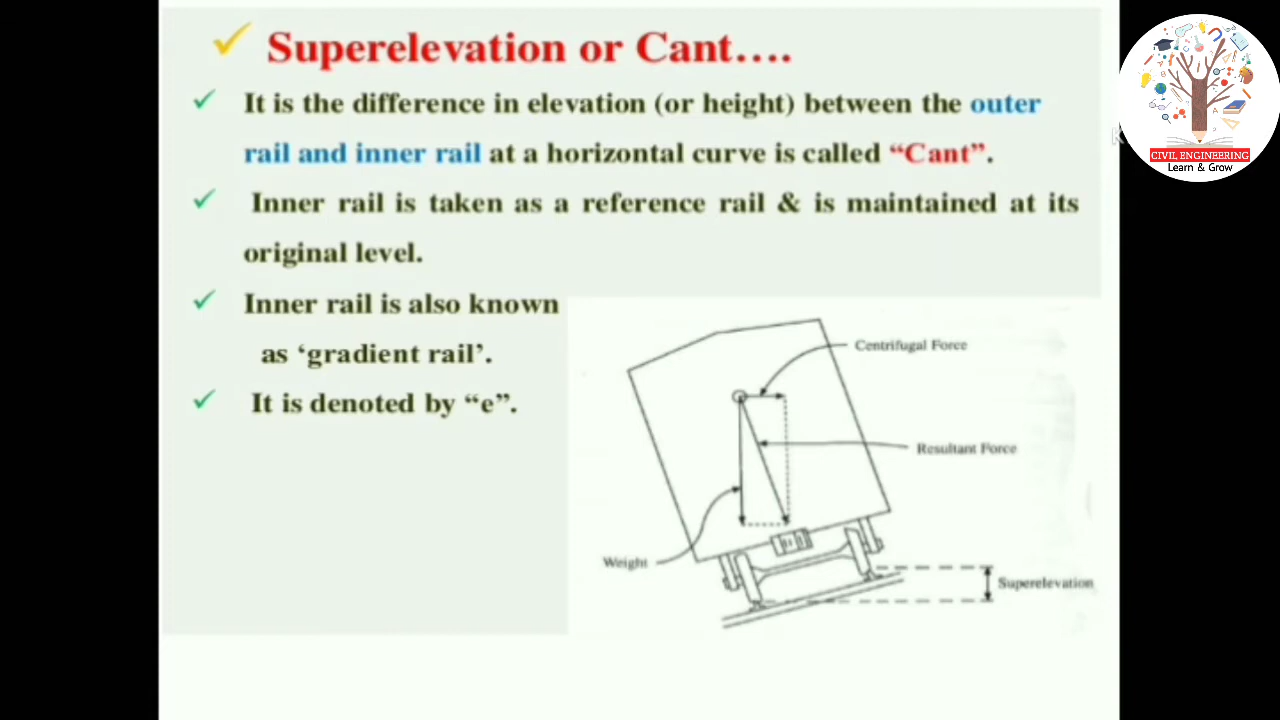 Superelevation or Cant….
It is the difference in elevation (or height) between the outer
rail and inner rail at a horizontal curve is called “Cant”.
Inner rail is taken as a reference rail & is maintained at its
original level.
Inner rail is also known
as ‘gradient rail’.
It is denoted by “e”.
Centrifugal Force
Resultant Force
Weight
Superelevation
CIVIL ENGINEERING
Learn & Grow